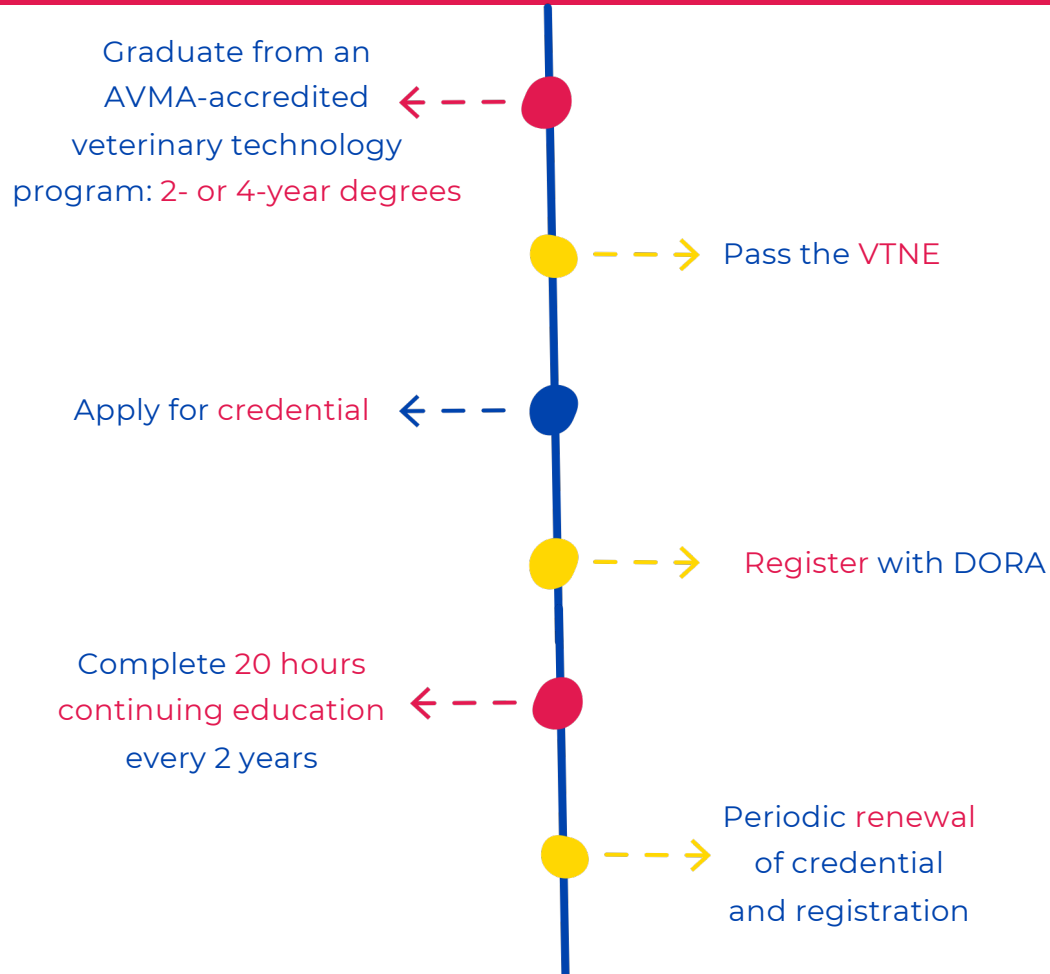 Graduate from an
AVMA-accredited
veterinary technology
program: 2- or 4-year degrees
Pass the VTNE
Apply for credential
Register with DORA
Complete 20 hours
continuing education
every 2 years
Periodic renewal
of credential
and registration